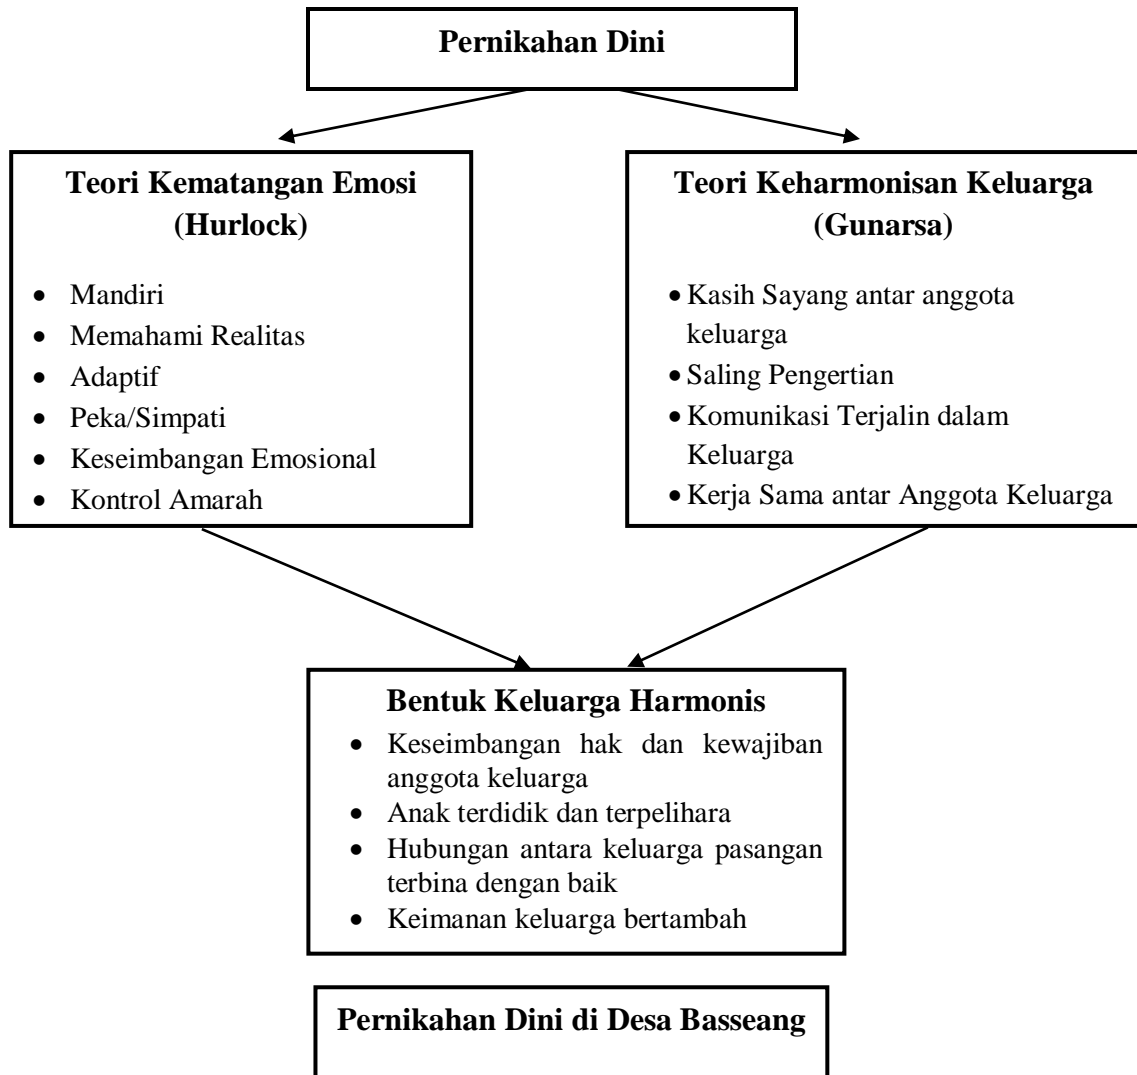 Pernikahan Dini
Teori Kematangan Emosi
(Hurlock)
• Mandiri
• Memahami Realitas
• Adaptif
• Peka/Simpati
• Keseimbangan Emosional
• Kontrol Amarah
Teori Keharmonisan Keluarga
(Gunarsa)
• Kasih Sayang antar anggota
keluarga
• Saling Pengertian
• Komunikasi Terjalin dalam
Keluarga
• Kerja Sama antar Anggota Keluarga
Bentuk Keluarga Harmonis
• Keseimbangan hak dan kewajiban
anggota keluarga
• Anak terdidik dan terpelihara
• Hubungan antara keluarga pasangan
terbina dengan baik
• Keimanan keluarga bertambah
Pernikahan Dini di Desa Basseang